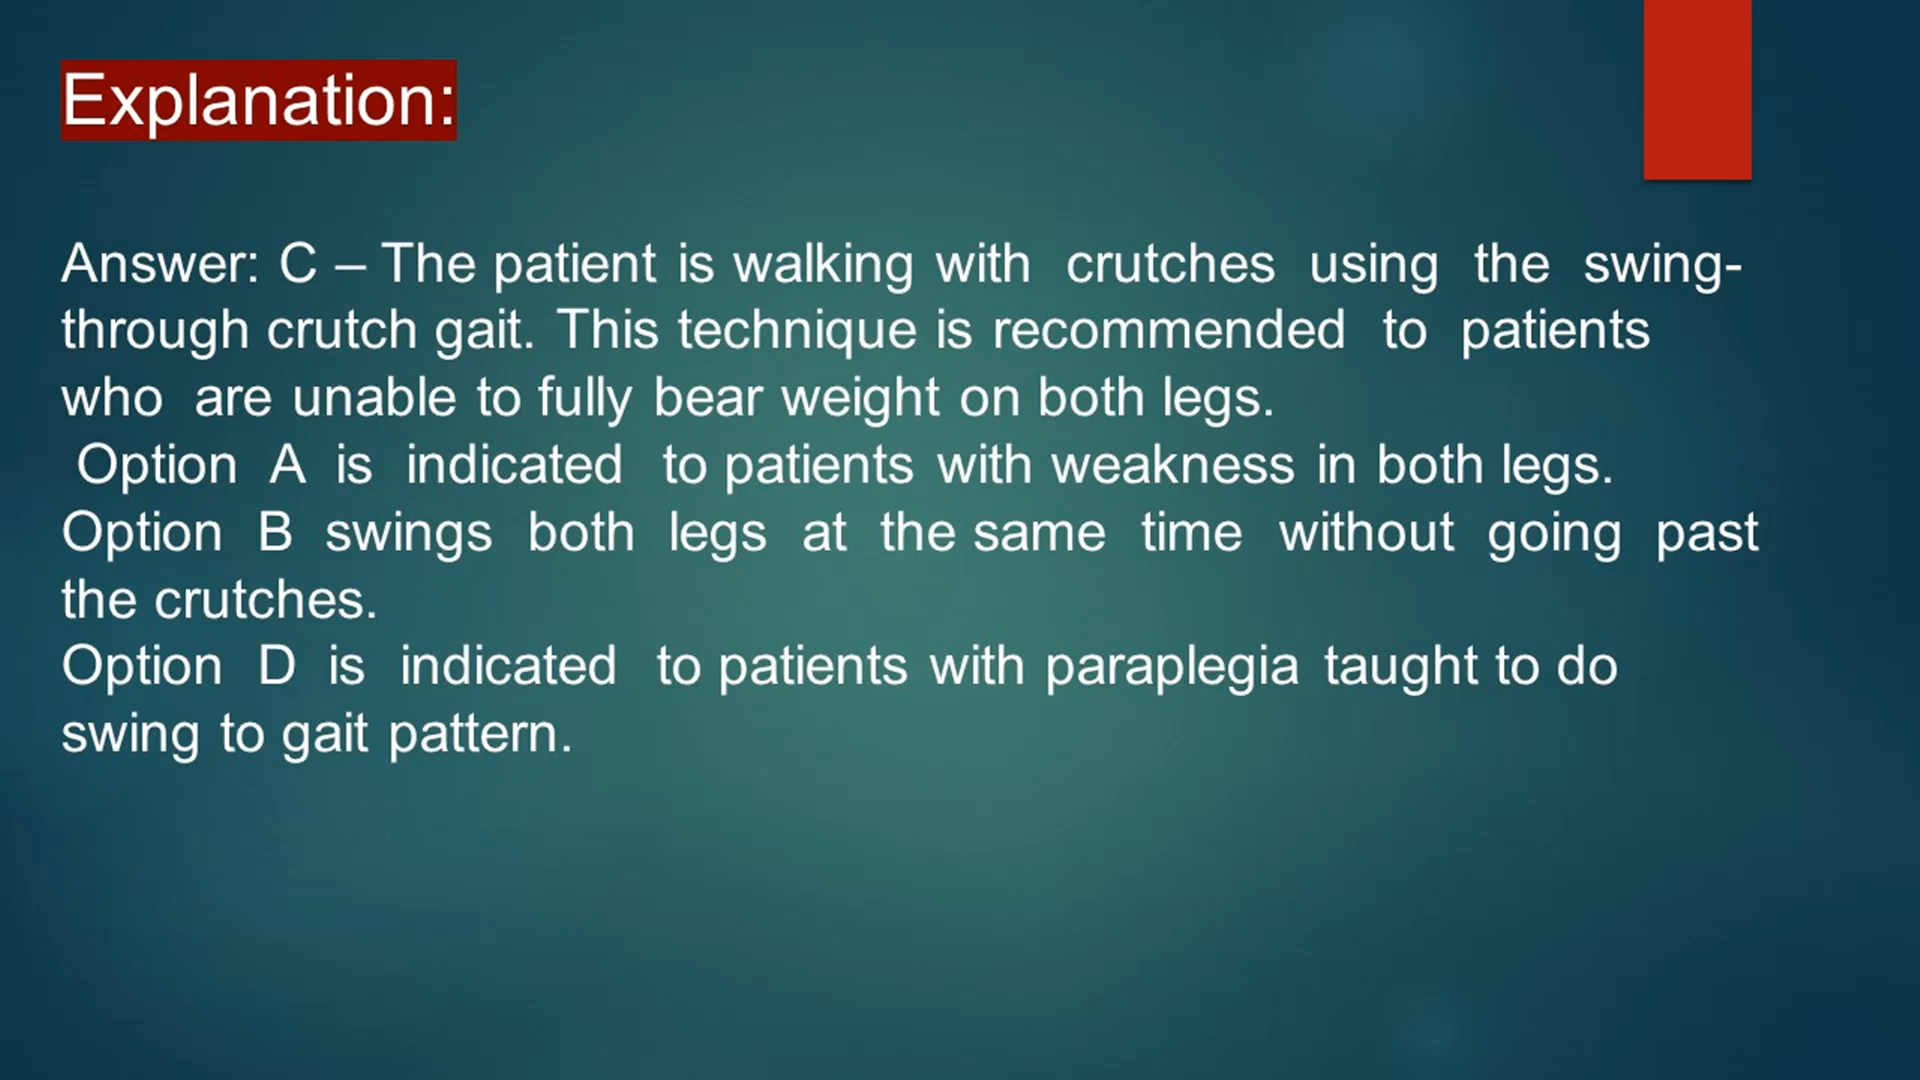 Explanation:
Answer: C – The patient is walking with crutches using the swing-
through crutch gait. This technique is recommended to patients
who are unable to fully bear weight on both legs.
Option A is indicated to patients with weakness in both legs.
Option B swings both legs at the same time without going past
the crutches.
Option D is indicated to patients with paraplegia taught to do
swing to gait pattern.